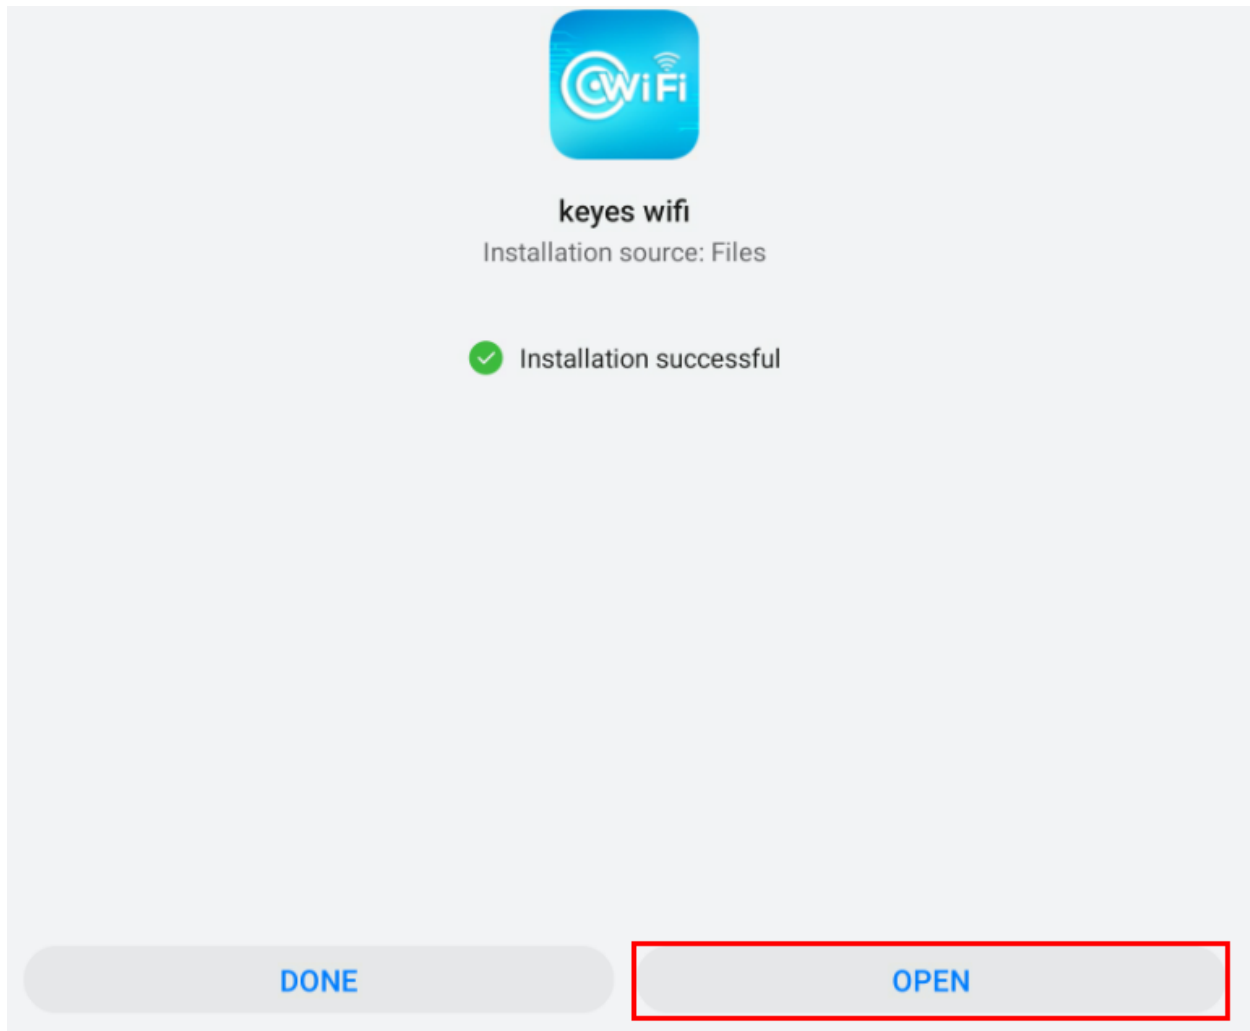 WiFi
keyes wifi
Installation source: Files
Installation successful
DONE
OPEN